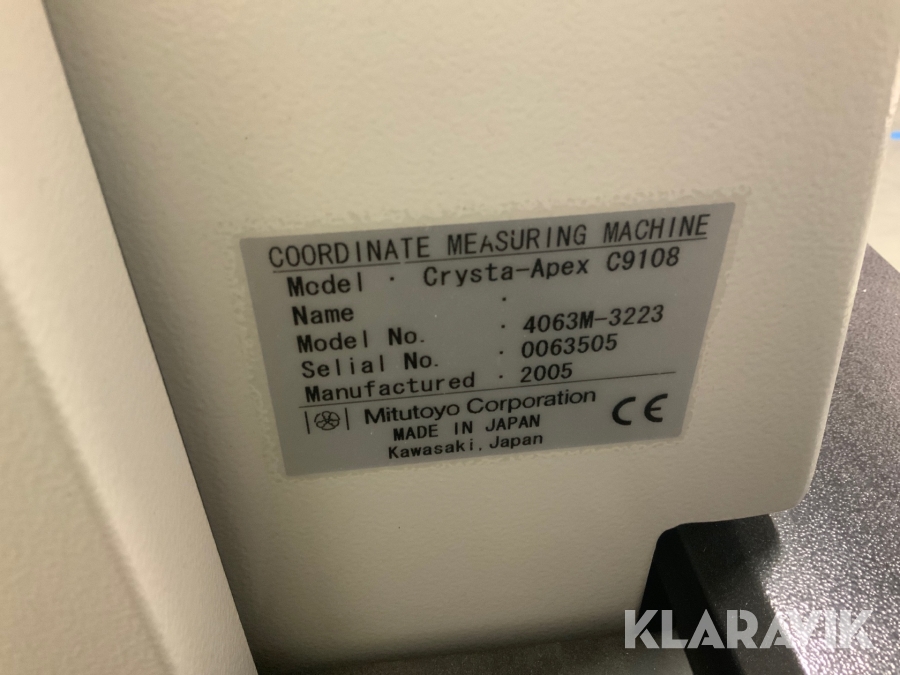 COORDINATE MEASURING MACHINE
Model · Crysta-Apex C9108
Name ·
Model No. · 4063M-3223
Selial No. · 0063505
Manufactured · 2005
Mitutoyo Corporation CE
MADE IN JAPAN
Kawasaki, Japan
KLARAVIK